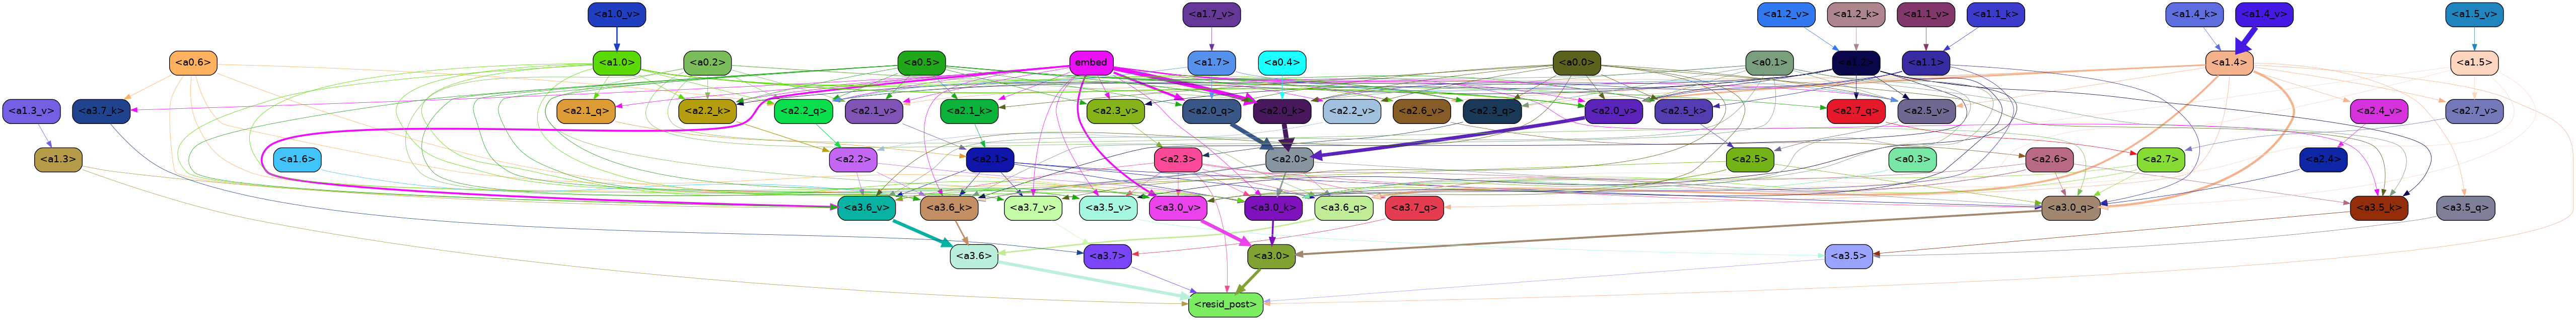 <a1.0_v> <a1.7_v> <a1.2_v> <a1.2_k> <a1.1_v> <a1.1_k> <a1.4_k> <a1.4_v> <a1.5_v>
<a0.6> <a1.0> <a0.2> <a0.5> embed <a1.7> <a0.4> <a0.0> <a0.1> <a1.2> <a1.1> <a1.4> <a1.5>
<a1.3_v> <a3.7_k> <a2.1_q> <a2.2_k> <a2.2_q> <a2.1_v> <a2.1_k> <a2.3_v> <a2.0_q> <a2.0_k> <a2.2_v> <a2.6_v> <a2.3_q> <a2.0_v> <a2.5_k> <a2.7_q> <a2.5_v> <a2.4_v> <a2.7_v>
<a1.3> <a1.6> <a2.2> <a2.1> <a2.3> <a2.0> <a2.5> <a0.3> <a2.6> <a2.7> <a2.4>
<a3.6_v> <a3.6_k> <a3.7_v> <a3.5_v> <a3.0_v> <a3.0_k> <a3.6_q> <a3.7_q> <a3.0_q> <a3.5_k> <a3.5_q>
<a3.6> <a3.7> <a3.0> <a3.5>
<resid_post>